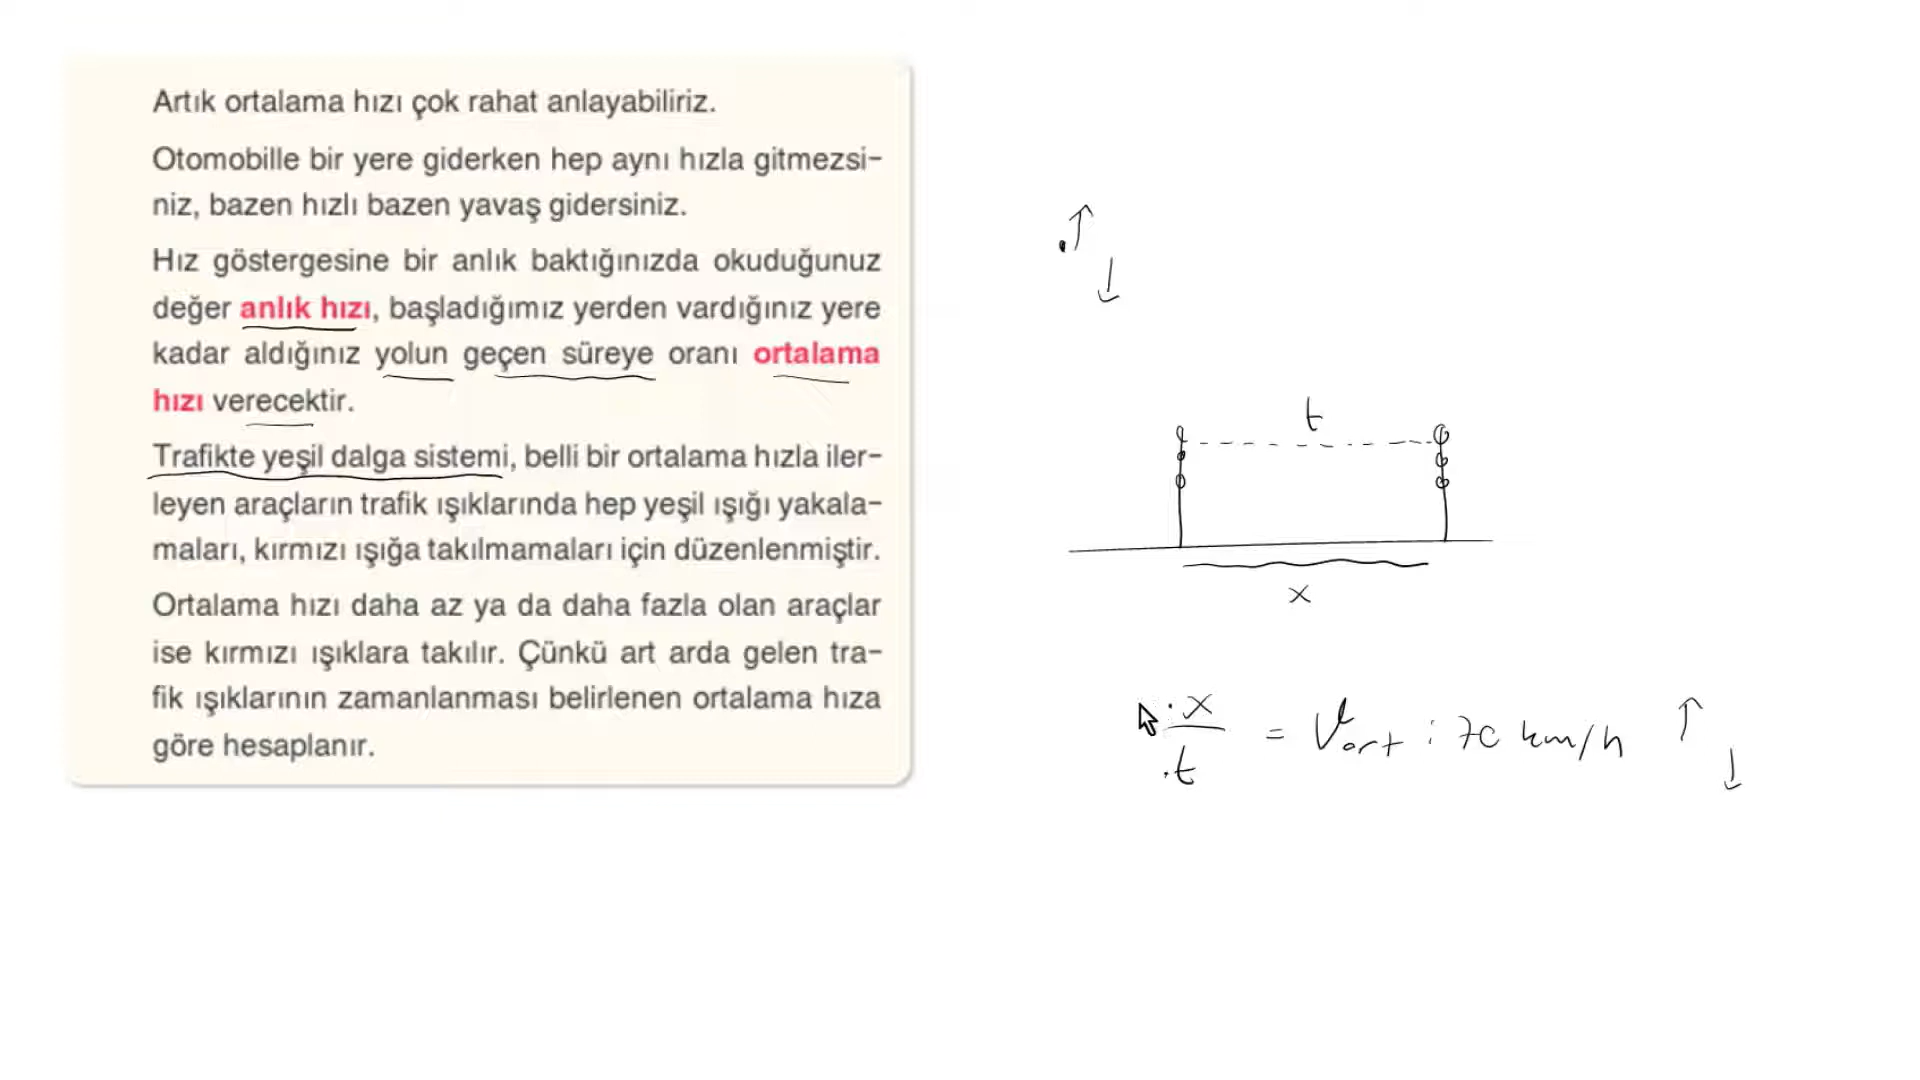 Artık ortalama hızı çok rahat anlayabiliriz.
Otomobille bir yere giderken hep aynı hızla gitmezsi-
niz, bazen hızlı bazen yavaş gidersiniz.
Hız göstergesine bir anlık baktığınızda okuduğunuz
değer anlık hızı, başladığımız yerden vardığınız yere
kadar aldığınız yolun geçen süreye oranı ortalama
hızı verecektir.
Trafikte yeşil dalga sistemi, belli bir ortalama hızla iler-
leyen araçların trafik ışıklarında hep yeşil ışığı yakala-
maları, kırmızı ışığa takılmamaları için düzenlenmiştir.
Ortalama hızı daha az ya da daha fazla olan araçlar
ise kırmızı ışıklara takılır. Çünkü art arda gelen tra-
fik ışıklarının zamanlanması belirlenen ortalama hıza
göre hesaplanır.
t
x
x
t
= Vort : 70 km/h